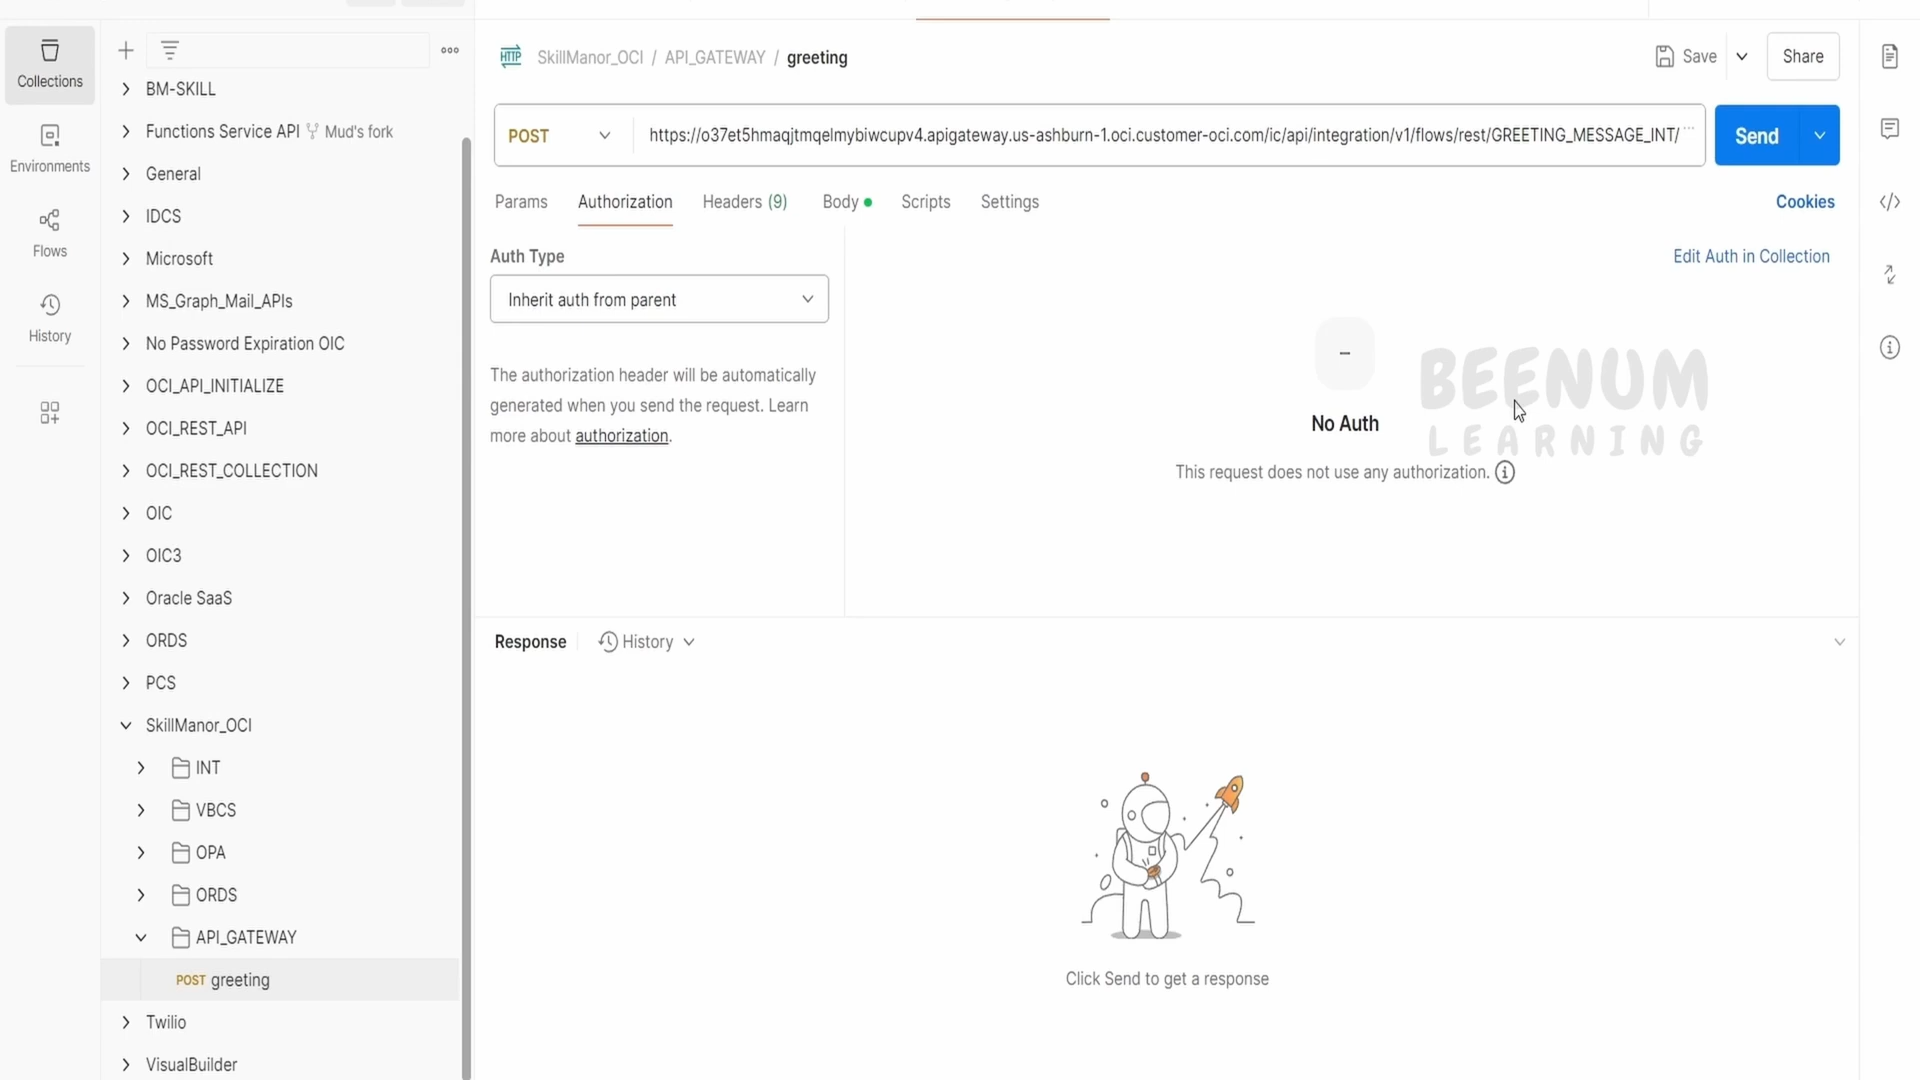 Collections
Environments
Flows
History
BM-SKILL
Functions Service API Mud's fork
General
IDCS
Microsoft
MS_Graph_Mail_APIs
No Password Expiration OIC
OCI_API_INITIALIZE
OCI_REST_API
OCI_REST_COLLECTION
OIC
OIC3
Oracle SaaS
ORDS
PCS
SkillManor_OCI
INT
VBCS
OPA
ORDS
API_GATEWAY
POST greeting
Twilio
VisualBuilder
HTTP SkillManor_OCI / API_GATEWAY / greeting
Save
Share
POST
https://o37et5hmaqjtmqelmybiwcupv4.apigateway.us-ashburn-1.oci.customer-oci.com/ic/api/integration/v1/flows/rest/GREETING_MESSAGE_INT/
Send
Params Authorization Headers (9) Body Scripts Settings
Cookies
Auth Type
Inherit auth from parent
The authorization header will be automatically
generated when you send the request. Learn
more about authorization.
Edit Auth in Collection
No Auth
This request does not use any authorization.
BEENUM
LEARNING
Response History
Click Send to get a response